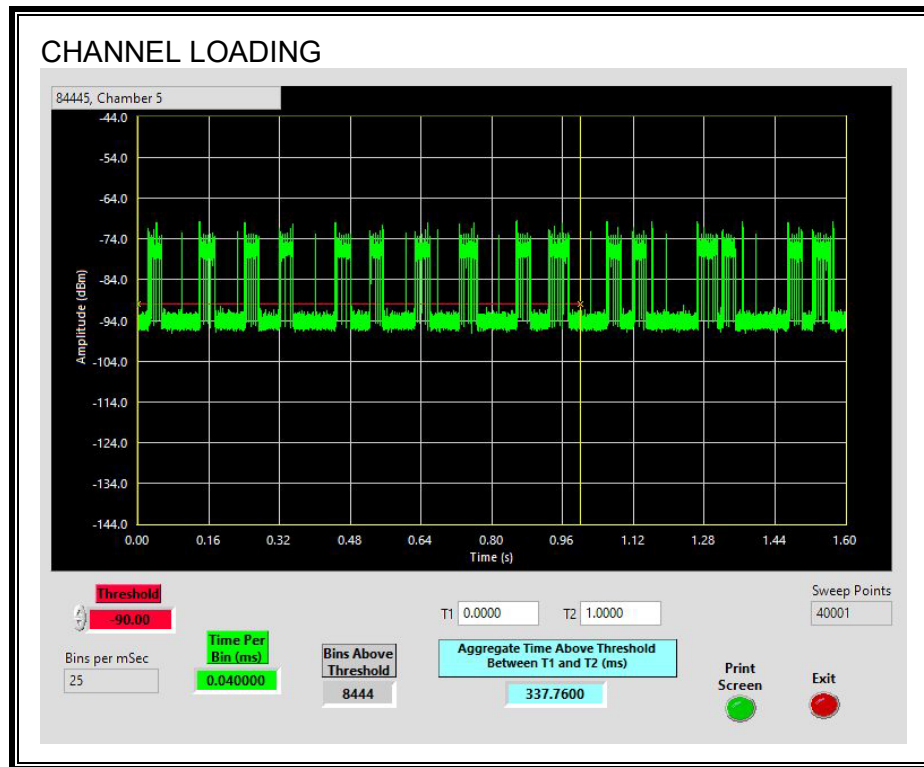 CHANNEL LOADING
84445, Chamber 5
-44.0
-54.0
-64.0
-74.0
-84.0
-94.0
-104.0
-114.0
-124.0
-134.0
-144.0
Amplitude (dBm)
0.00 0.16 0.32 0.48 0.64 0.80 0.96 1.12 1.28 1.44 1.60
Time (s)
Threshold
-90.00
Bins per mSec
25
Time Per
Bin (ms)
0.040000
Bins Above
Threshold
8444
T1 0.0000 T2 1.0000
Aggregate Time Above Threshold
Between T1 and T2 (ms)
337.7600
Sweep Points
40001
Print
Screen
Exit